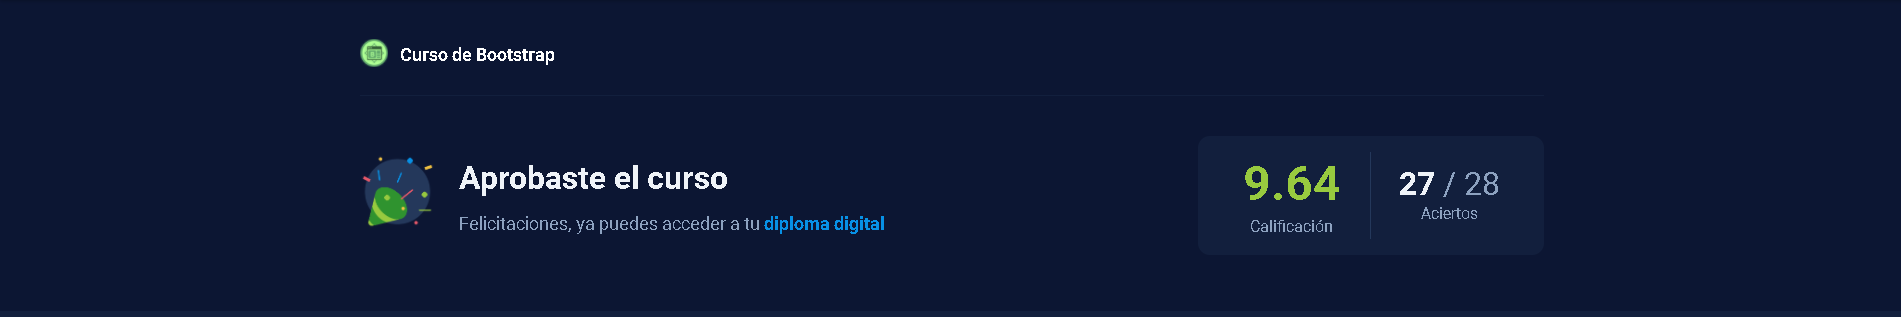 Curso de Bootstrap
Aprobaste el curso
Felicitaciones, ya puedes acceder a tu diploma digital
9.64
Calificación
27 / 28
Aciertos